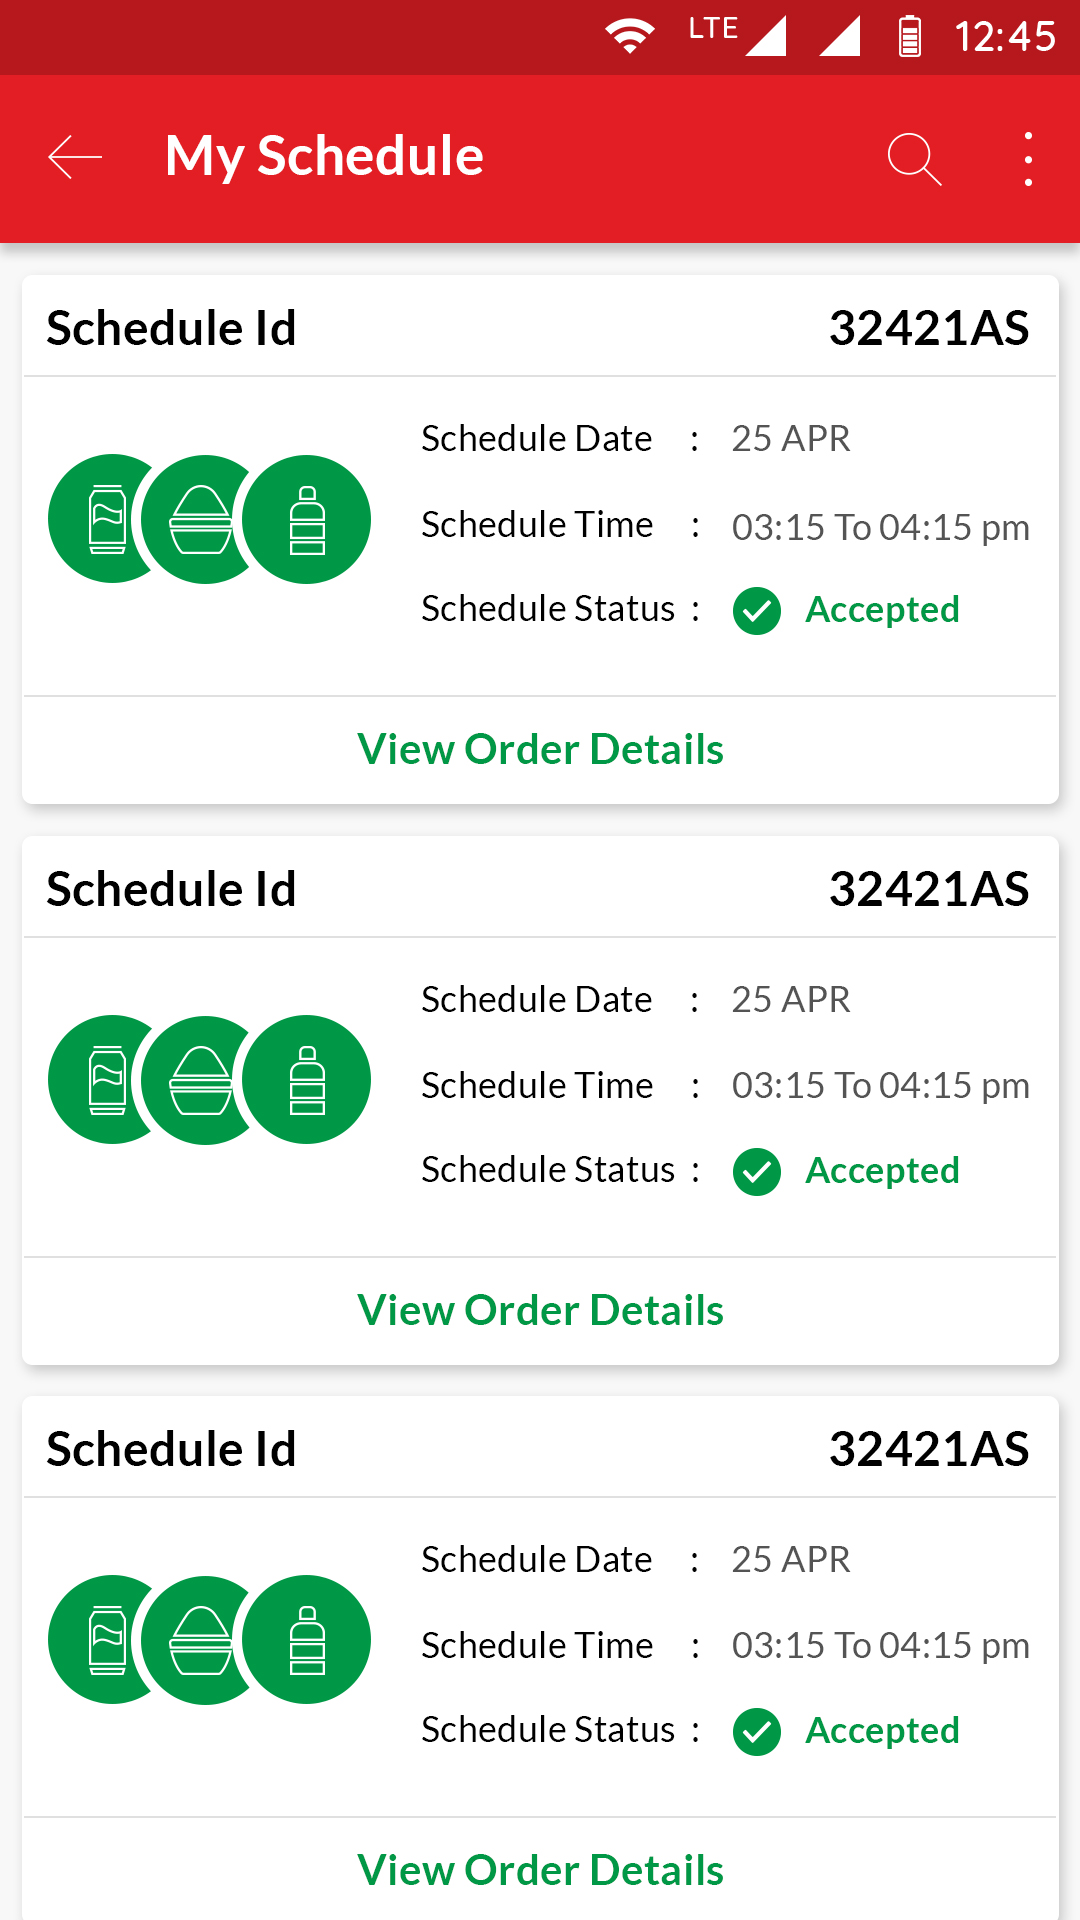 LTE 12:45
My Schedule
Schedule Id 32421AS
Schedule Date : 25 APR
Schedule Time : 03:15 To 04:15 pm
Schedule Status : Accepted
View Order Details
Schedule Id 32421AS
Schedule Date : 25 APR
Schedule Time : 03:15 To 04:15 pm
Schedule Status : Accepted
View Order Details
Schedule Id 32421AS
Schedule Date : 25 APR
Schedule Time : 03:15 To 04:15 pm
Schedule Status : Accepted
View Order Details